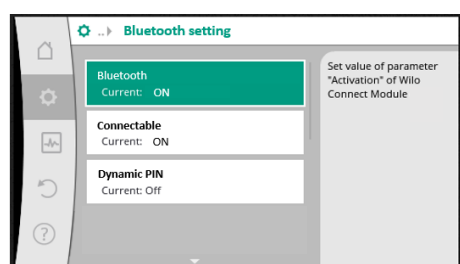 ..▸ Bluetooth setting
Bluetooth
Current: ON
Connectable
Current: ON
Dynamic PIN
Current: Off
Set value of parameter
"Activation" of Wilo
Connect Module
?